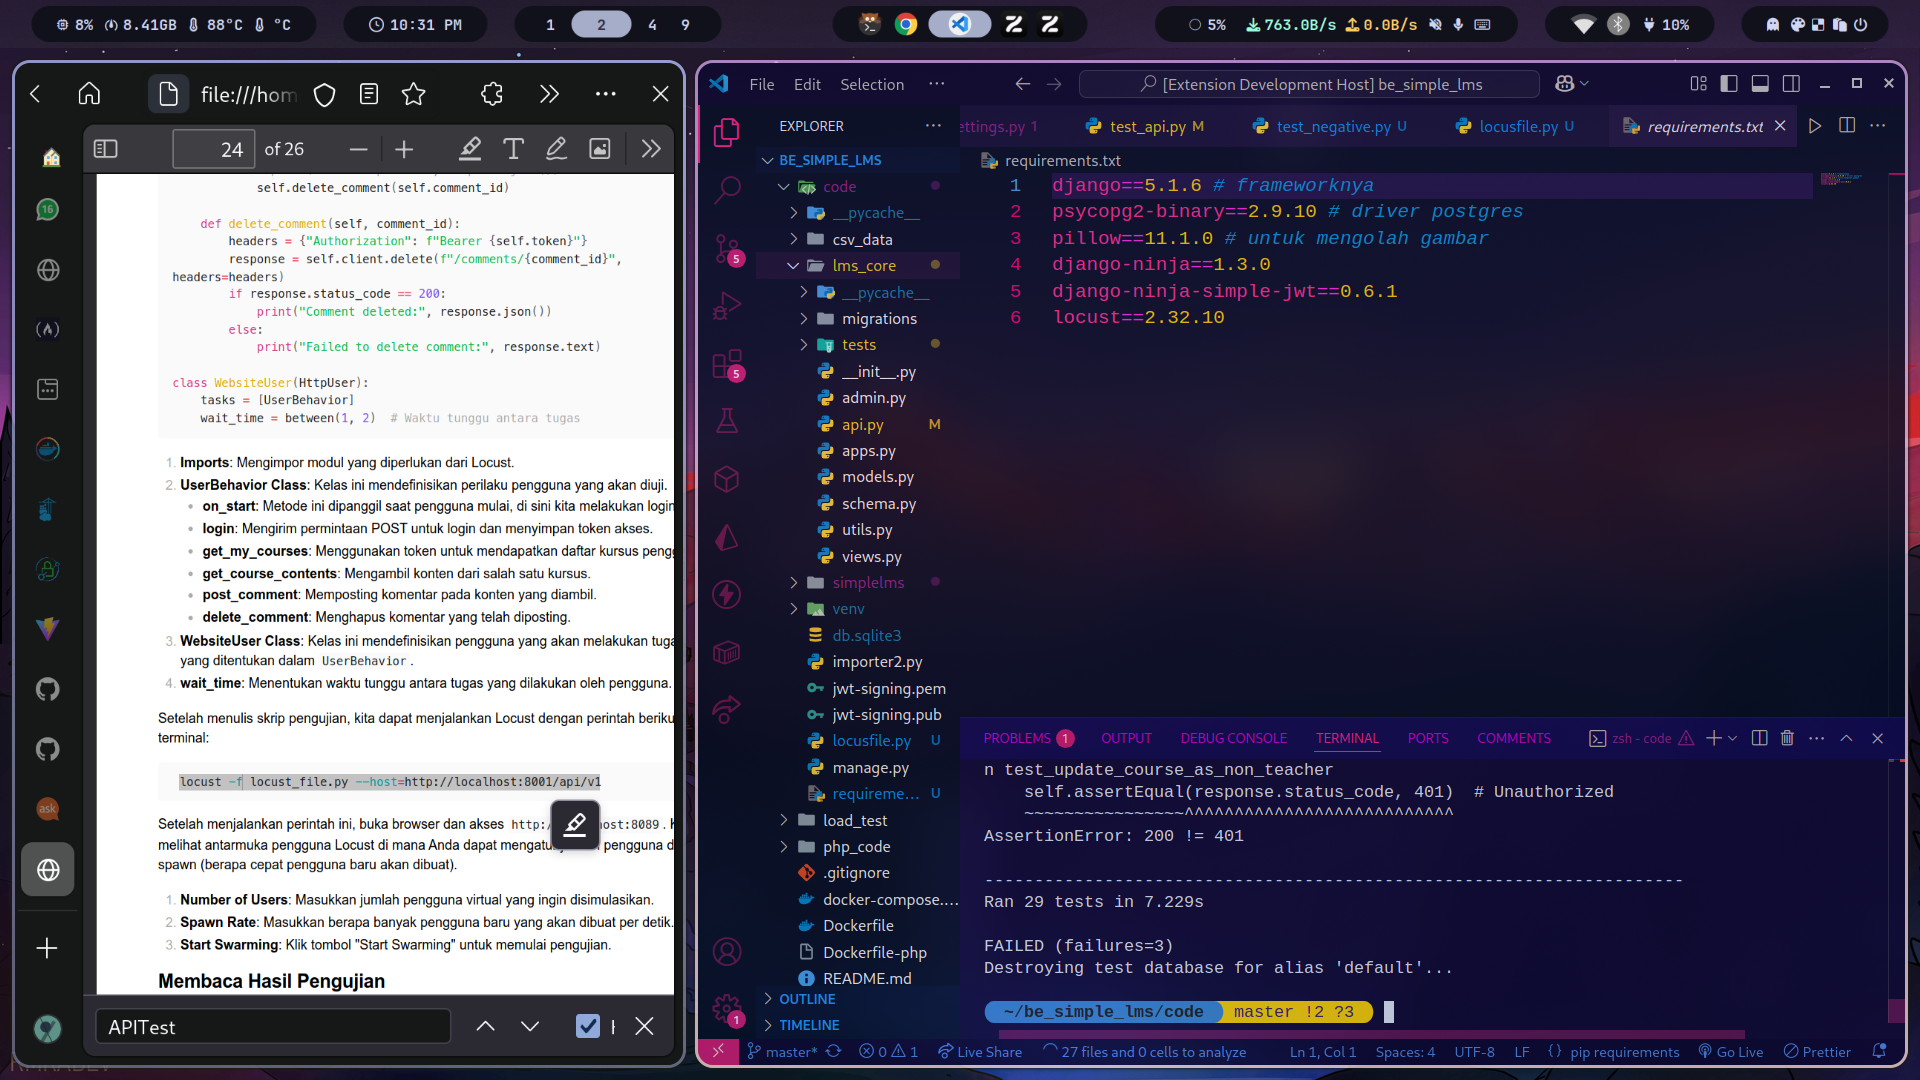 8% 8.41GB 88°C °C
10:31 PM
1 2 4 9
5% 763.0B/s 0.0B/s
10%
file:///hom
24 of 26
self.delete_comment(self.comment_id)
def delete_comment(self, comment_id):
headers = {"Authorization": f"Bearer {self.token}"}
response = self.client.delete(f"/comments/{comment_id}",
headers=headers)
if response.status_code == 200:
print("Comment deleted:", response.json())
else:
print("Failed to delete comment:", response.text)
class WebsiteUser(HttpUser):
tasks = [UserBehavior]
wait_time = between(1, 2)  # Waktu tunggu antara tugas
1. Imports: Mengimpor modul yang diperlukan dari Locust.
2. UserBehavior Class: Kelas ini mendefinisikan perilaku pengguna yang akan diuji.
• on_start: Metode ini dipanggil saat pengguna mulai, di sini kita melakukan login
• login: Mengirim permintaan POST untuk login dan menyimpan token akses.
• get_my_courses: Menggunakan token untuk mendapatkan daftar kursus pengg
• get_course_contents: Mengambil konten dari salah satu kursus.
• post_comment: Memposting komentar pada konten yang diambil.
• delete_comment: Menghapus komentar yang telah diposting.
3. WebsiteUser Class: Kelas ini mendefinisikan pengguna yang akan melakukan tuga
yang ditentukan dalam UserBehavior.
4. wait_time: Menentukan waktu tunggu antara tugas yang dilakukan oleh pengguna.
Setelah menulis skrip pengujian, kita dapat menjalankan Locust dengan perintah beriku
terminal:
locust -f locust_file.py --host=http://localhost:8001/api/v1
Setelah menjalankan perintah ini, buka browser dan akses http:/ ost:8089.
melihat antarmuka pengguna Locust di mana Anda dapat mengatu pengguna d
spawn (berapa cepat pengguna baru akan dibuat).
1. Number of Users: Masukkan jumlah pengguna virtual yang ingin disimulasikan.
2. Spawn Rate: Masukkan berapa banyak pengguna baru yang akan dibuat per detik.
3. Start Swarming: Klik tombol "Start Swarming" untuk memulai pengujian.
Membaca Hasil Pengujian
APITest
16
ask
File Edit Selection ···
[Extension Development Host] be_simple_lms
EXPLORER
BE_SIMPLE_LMS
code
__pycache__
csv_data
lms_core
__pycache__
migrations
tests
__init__.py
admin.py
api.py M
apps.py
models.py
schema.py
utils.py
views.py
simplelms
venv
db.sqlite3
importer2.py
jwt-signing.pem
jwt-signing.pub
locusfile.py U
manage.py
requireme... U
load_test
php_code
.gitignore
docker-compose....
Dockerfile
Dockerfile-php
README.md
OUTLINE
TIMELINE
5
5
1
ettings.py 1 test_api.py M test_negative.py U locusfile.py U requirements.txt
requirements.txt
1 django==5.1.6 # frameworknya
2 psycopg2-binary==2.9.10 # driver postgres
3 pillow==11.1.0 # untuk mengolah gambar
4 django-ninja==1.3.0
5 django-ninja-simple-jwt==0.6.1
6 locust==2.32.10
PROBLEMS 1 OUTPUT DEBUG CONSOLE TERMINAL PORTS COMMENTS zsh - code
n test_update_course_as_non_teacher
self.assertEqual(response.status_code, 401)  # Unauthorized
~~~~~~~~~~~~~~~~^^^^^^^^^^^^^^^^^^^^^^^^^^^
AssertionError: 200 != 401
----------------------------------------------------------------------
Ran 29 tests in 7.229s
FAILED (failures=3)
Destroying test database for alias 'default'...
~/be_simple_lms/code master !2 ?3
master* 0 1 Live Share 27 files and 0 cells to analyze Ln 1, Col 1 Spaces: 4 UTF-8 LF pip requirements Go Live Prettier